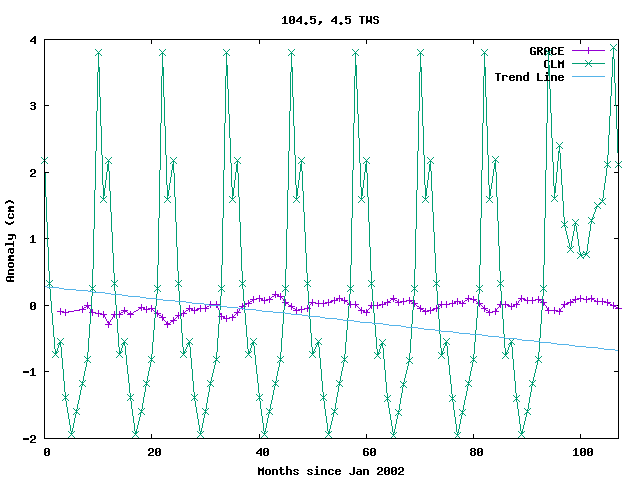 104.5, 4.5 TWS
GRACE
CLM
Trend Line
4
3
2
1
0
-1
-2
Anomaly (cm)
0 20 40 60 80 100
Months since Jan 2002